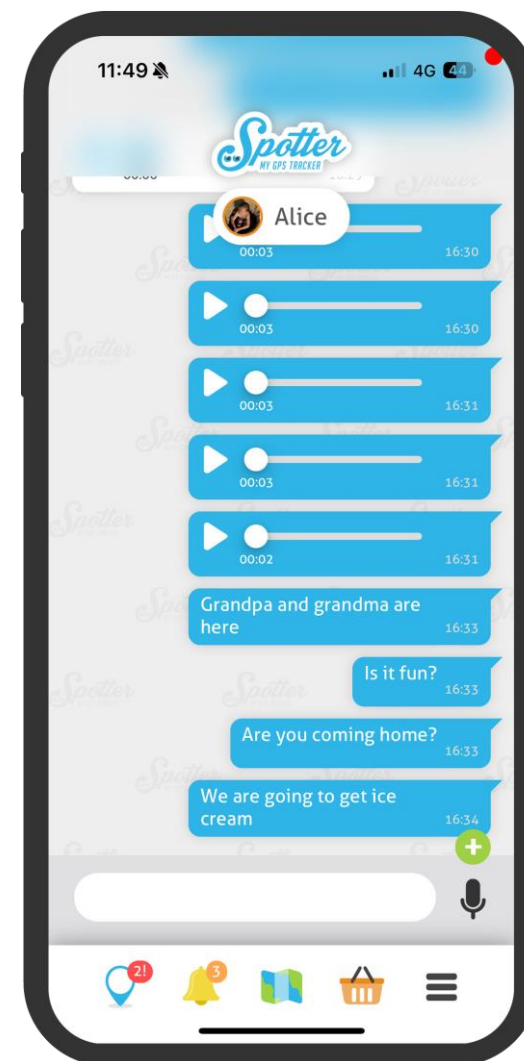 11:49
4G 44
Spotter
MY GPS TRACKER
Alice
00:03 16:30
00:03 16:30
00:03 16:31
00:03 16:31
00:02 16:31
Grandpa and grandma are
here 16:33
Is it fun?
16:33
Are you coming home?
16:33
We are going to get ice
cream 16:34
+
2!
3